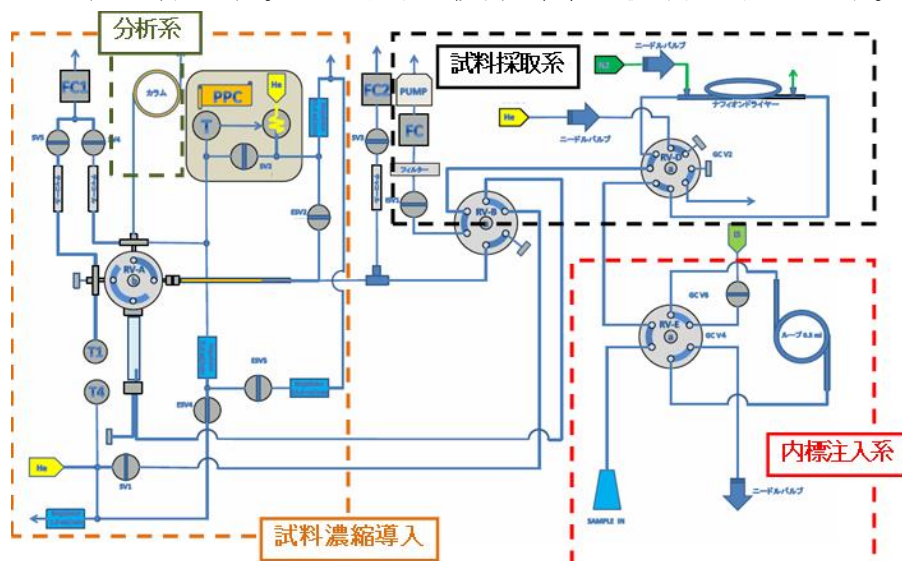 分析系
試料採取系
N2
ニードルバルブ
ナフィオンドライヤー
He
ニードルバルブ
GC V2
RV-D
a
FC1
カラム
PPC
He
T
SV2
FC2
PUMP
FC
フィルター
SV5
RV-B
a
ESV2
RV-A
b
T1
T4
ESV5
ESV4
He
SV1
IS
GC V6
RV-E
a
GC V4
ループ 0.5 ml
SAMPLE IN
ニードルバルブ
内標注入系
試料濃縮導入